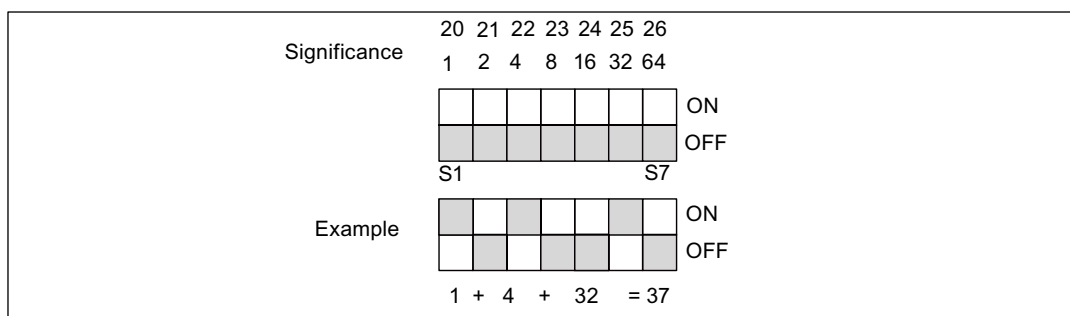 20 21 22 23 24 25 26
Significance
1 2 4 8 16 32 64
ON
OFF
S1 S7
ON
Example
OFF
1 + 4 + 32 = 37